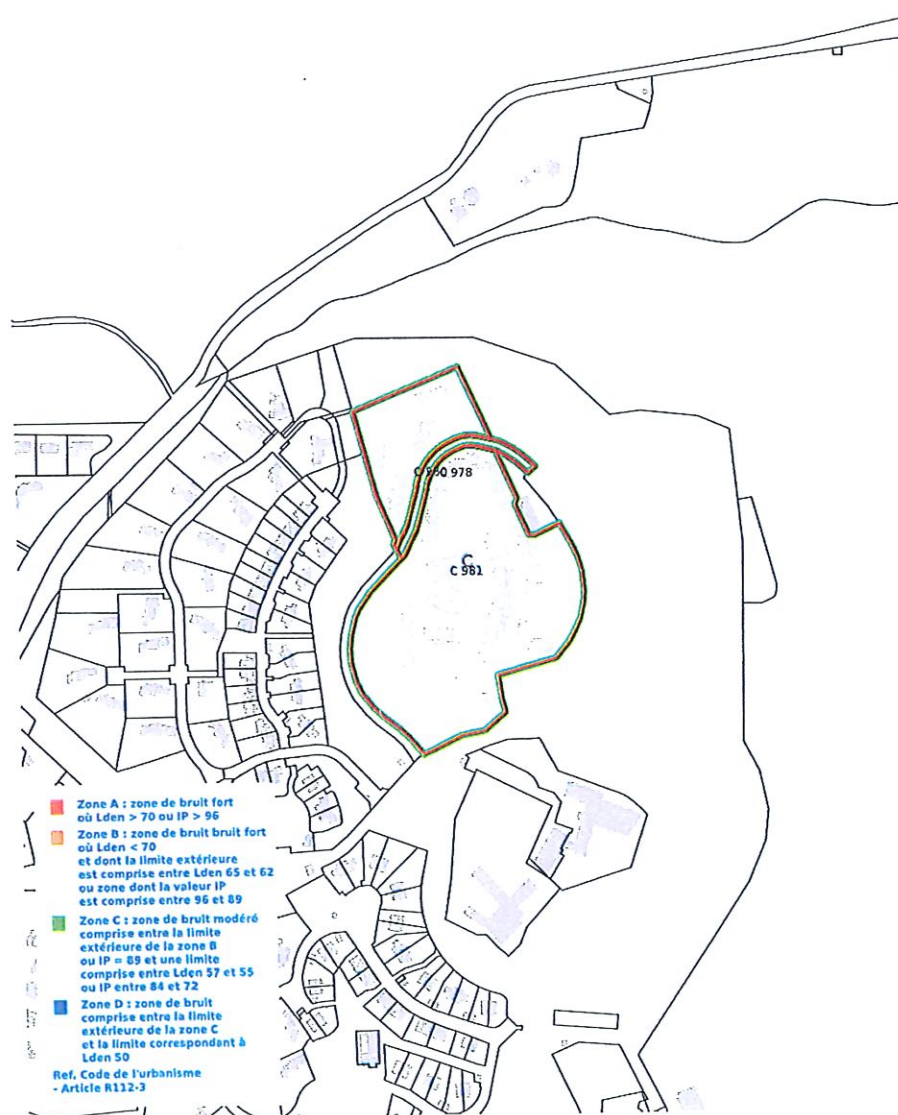 C 978
C
C 981
Zone A : zone de bruit fort
où Lden > 70 ou IP > 96
Zone B : zone de bruit bruit fort
où Lden < 70
et dont la limite extérieure
est comprise entre Lden 65 et 62
ou zone dont la valeur IP
est comprise entre 96 et 89
Zone C : zone de bruit modéré
comprise entre la limite
extérieure de la zone B
ou IP = 89 et une limite
comprise entre Lden 57 et 55
ou IP entre 84 et 72
Zone D : zone de bruit
comprise entre la limite
extérieure de la zone C
et la limite correspondant à
Lden 50
Ref. Code de l'urbanisme
- Article R112-3